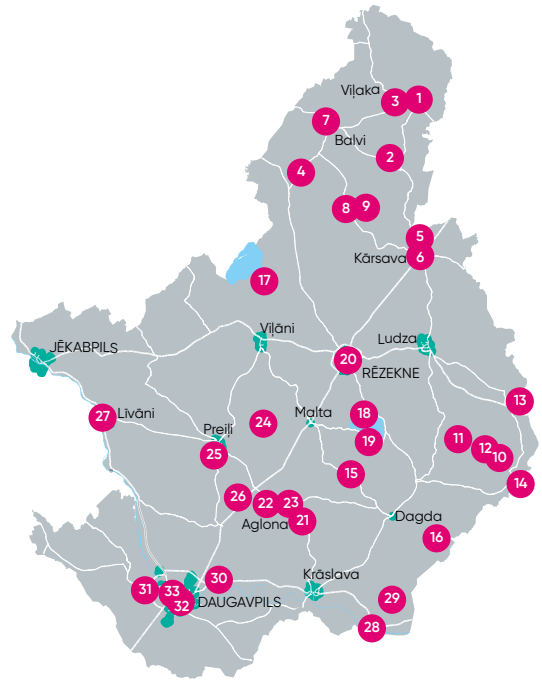 Viļaka
3
1
7
Balvi
2
4
8
9
5
Kārsava
6
17
Viļāni
Ludza
JĒKABPILS
20
RĒZEKNE
13
27
Līvāni
Preiļi
24
Malta
18
19
11
12
10
25
15
14
26
22
23
Aglona
21
Dagda
16
Krāslava
30
31
33
32
DAUGAVPILS
29
28